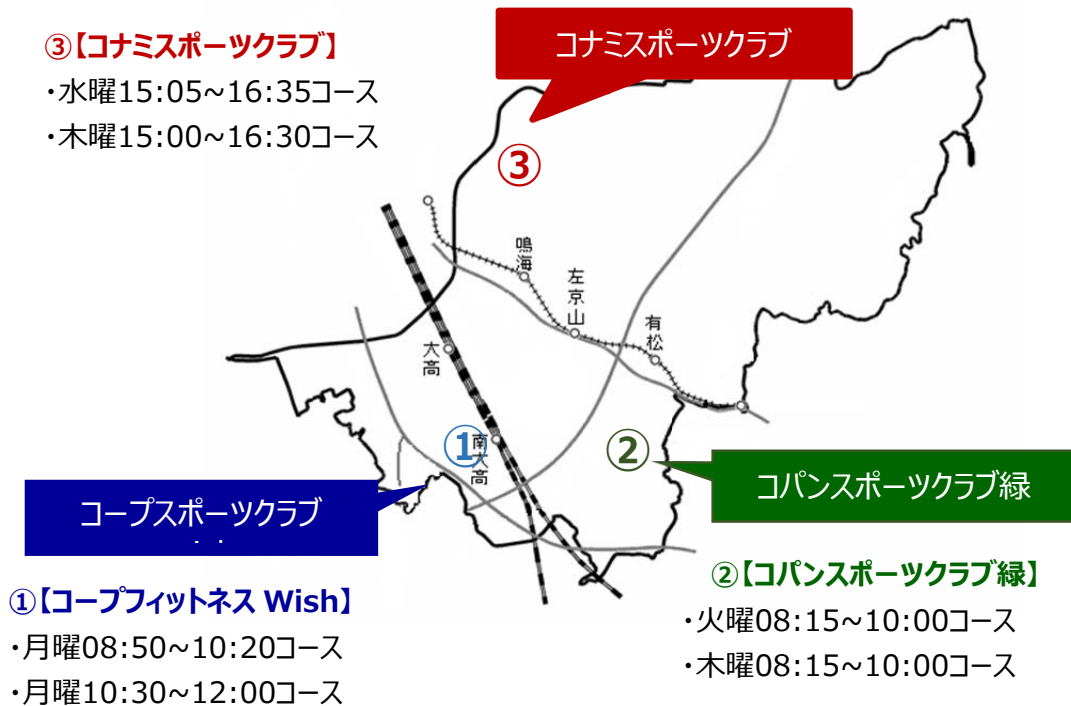 ③【コナミスポーツクラブ】
・水曜15:05~16:35コース
・木曜15:00~16:30コース
コナミスポーツクラブ
③
鳴海
左京山
有松
大高
①
南大高
②
コープスポーツクラブ
コパンスポーツクラブ緑
①【コープフィットネス Wish】
・月曜08:50~10:20コース
・月曜10:30~12:00コース
②【コパンスポーツクラブ緑】
・火曜08:15~10:00コース
・木曜08:15~10:00コース